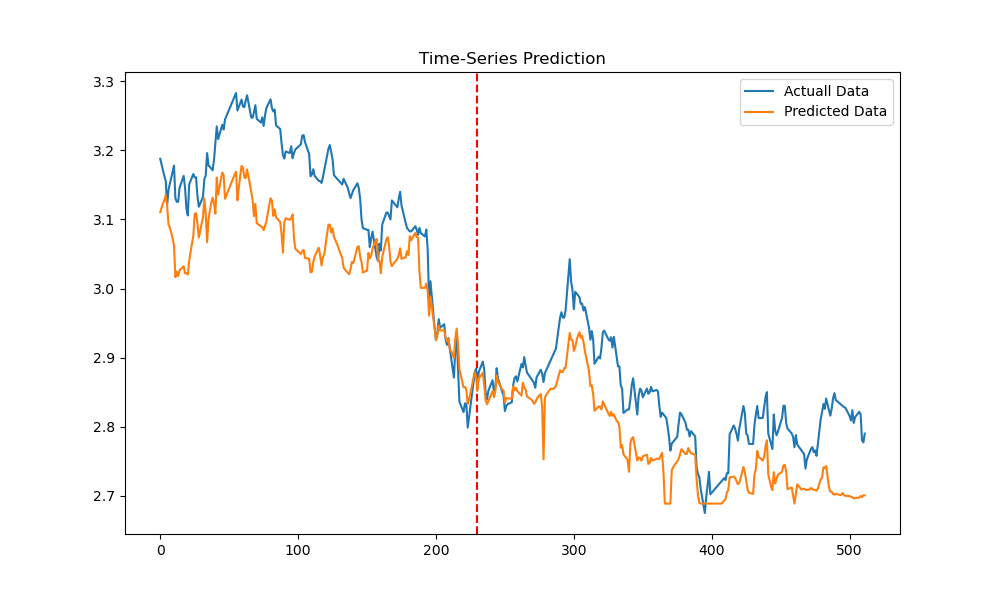 Time-Series Prediction
Actuall Data
Predicted Data
3.3
3.2
3.1
3.0
2.9
2.8
2.7
0 100 200 300 400 500